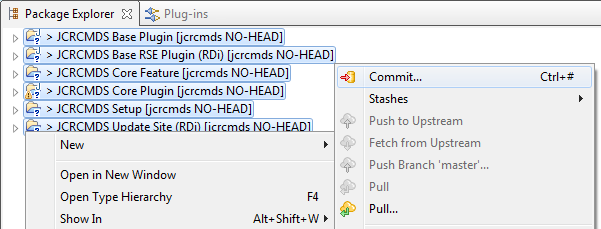 Package Explorer
Plug-ins
> JCRCMDS Base Plugin [jcrcmds NO-HEAD]
> JCRCMDS Base RSE Plugin (RDi) [jcrcmds NO-HEAD]
> JCRCMDS Core Feature [jcrcmds NO-HEAD]
> JCRCMDS Core Plugin [jcrcmds NO-HEAD]
> JCRCMDS Setup [jcrcmds NO-HEAD]
> JCRCMDS Update Site (RDi) [jcrcmds NO-HEAD]
New
Open in New Window
Open Type Hierarchy F4
Show In Alt+Shift+W
Commit... Ctrl+#
Stashes
Push to Upstream
Fetch from Upstream
Push Branch 'master'...
Pull
Pull...